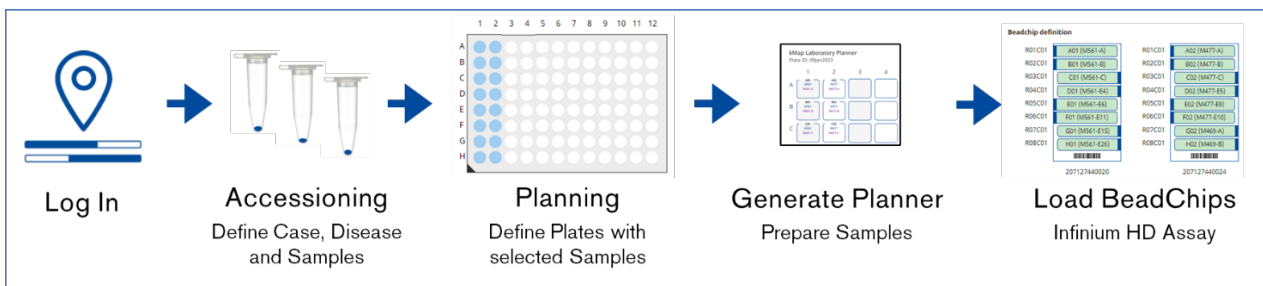 1 2 3 4 5 6 7 8 9 10 11 12
A
B
C
D
E
F
G
H
kMap Laboratory Planner
Plate ID: 09Jan2023
1 2 3 4
A
B
C
Beadchip definition
R01C01 A01 (M561-A) R01C01 A02 (M477-A)
R02C01 B01 (M561-B) R02C01 B02 (M477-B)
R03C01 C01 (M561-C) R03C01 C02 (M477-C)
R04C01 D01 (M561-E4) R04C01 D02 (M477-E5)
R05C01 E01 (M561-E6) R05C01 E02 (M477-E8)
R06C01 F01 (M561-E11) R06C01 F02 (M477-E10)
R07C01 G01 (M561-E15) R07C01 G02 (M469-A)
R08C01 H01 (M561-E26) R08C01 H02 (M469-B)
207127440020 207127440024
Log In
Accessioning
Define Case, Disease
and Samples
Planning
Define Plates with
selected Samples
Generate Planner
Prepare Samples
Load BeadChips
Infinium HD Assay